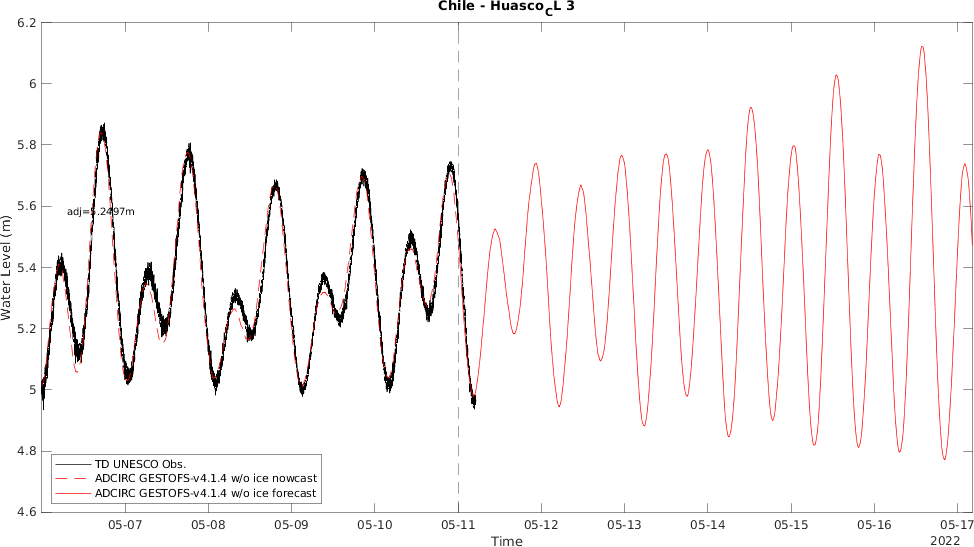 Chile - HuascoCL 3
6.2
6
5.8
5.6
5.4
5.2
5
4.8
4.6
Water Level (m)
adj=5.2497m
TD UNESCO Obs.
ADCIRC GESTOFS-v4.1.4 w/o ice nowcast
ADCIRC GESTOFS-v4.1.4 w/o ice forecast
05-07 05-08 05-09 05-10 05-11 05-12 05-13 05-14 05-15 05-16 05-17
Time
2022